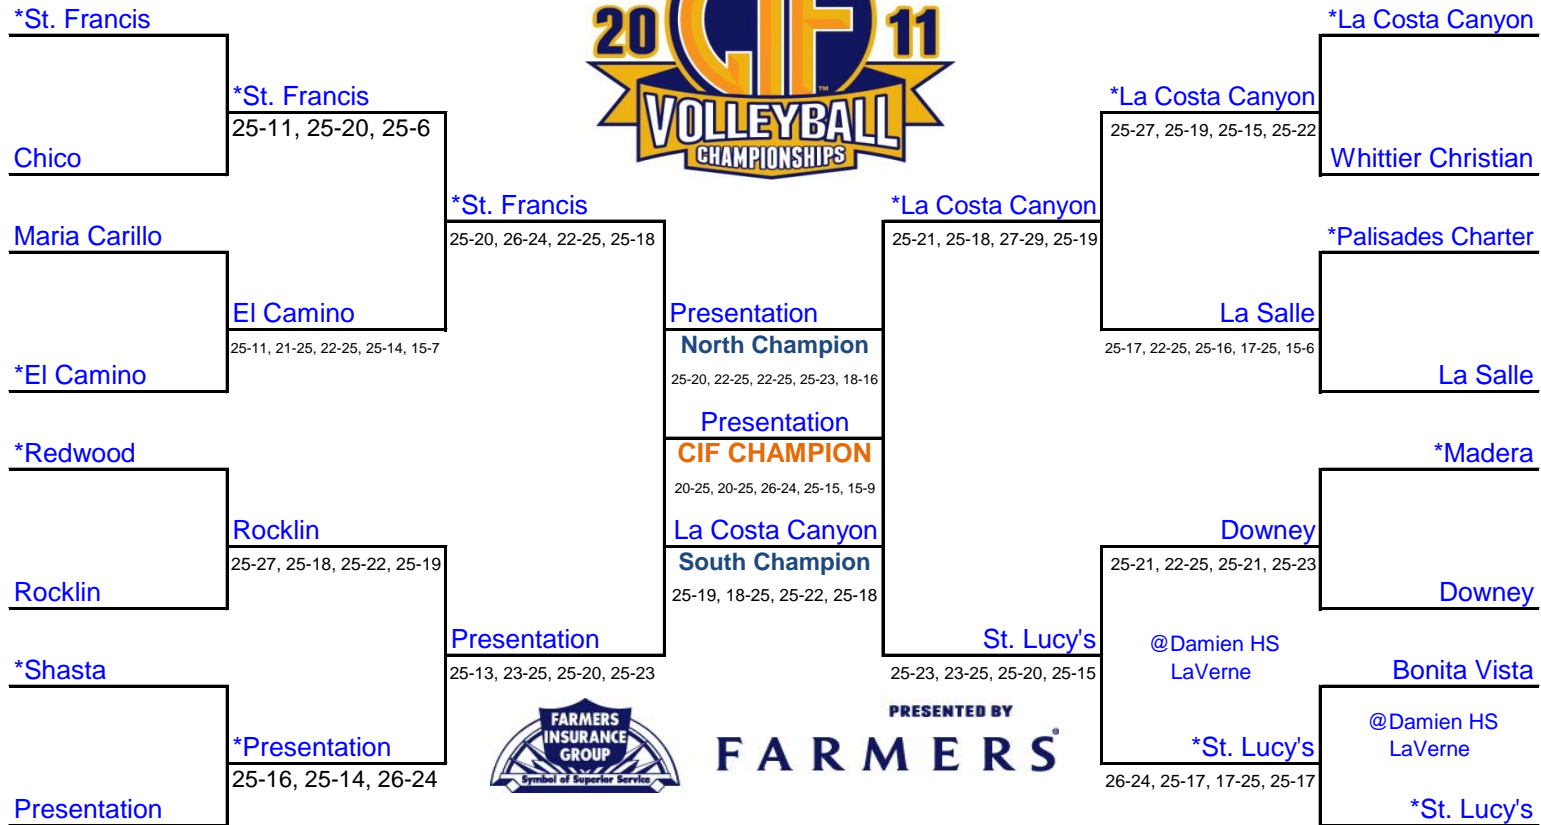 *St. Francis
*St. Francis
25-11, 25-20, 25-6
Chico
*St. Francis
25-20, 26-24, 22-25, 25-18
Maria Carillo
El Camino
25-11, 21-25, 22-25, 25-14, 15-7
*El Camino
*Redwood
Rocklin
25-27, 25-18, 25-22, 25-19
Rocklin
Presentation
25-13, 23-25, 25-20, 25-23
*Shasta
*Presentation
25-16, 25-14, 26-24
Presentation
20 CIF 11
™
VOLLEYBALL
CHAMPIONSHIPS
Presentation
North Champion
25-20, 22-25, 22-25, 25-23, 18-16
Presentation
CIF CHAMPION
20-25, 20-25, 26-24, 25-15, 15-9
La Costa Canyon
South Champion
25-19, 18-25, 25-22, 25-18
FARMERS
INSURANCE
GROUP
Symbol of Superior Service
PRESENTED BY
FARMERS®
*La Costa Canyon
*La Costa Canyon
25-27, 25-19, 25-15, 25-22
Whittier Christian
*La Costa Canyon
25-21, 25-18, 27-29, 25-19
*Palisades Charter
La Salle
25-17, 22-25, 25-16, 17-25, 15-6
La Salle
*Madera
Downey
25-21, 22-25, 25-21, 25-23
Downey
St. Lucy's
25-23, 23-25, 25-20, 25-15
@Damien HS
LaVerne
Bonita Vista
@Damien HS
LaVerne
*St. Lucy's
26-24, 25-17, 17-25, 25-17
*St. Lucy's